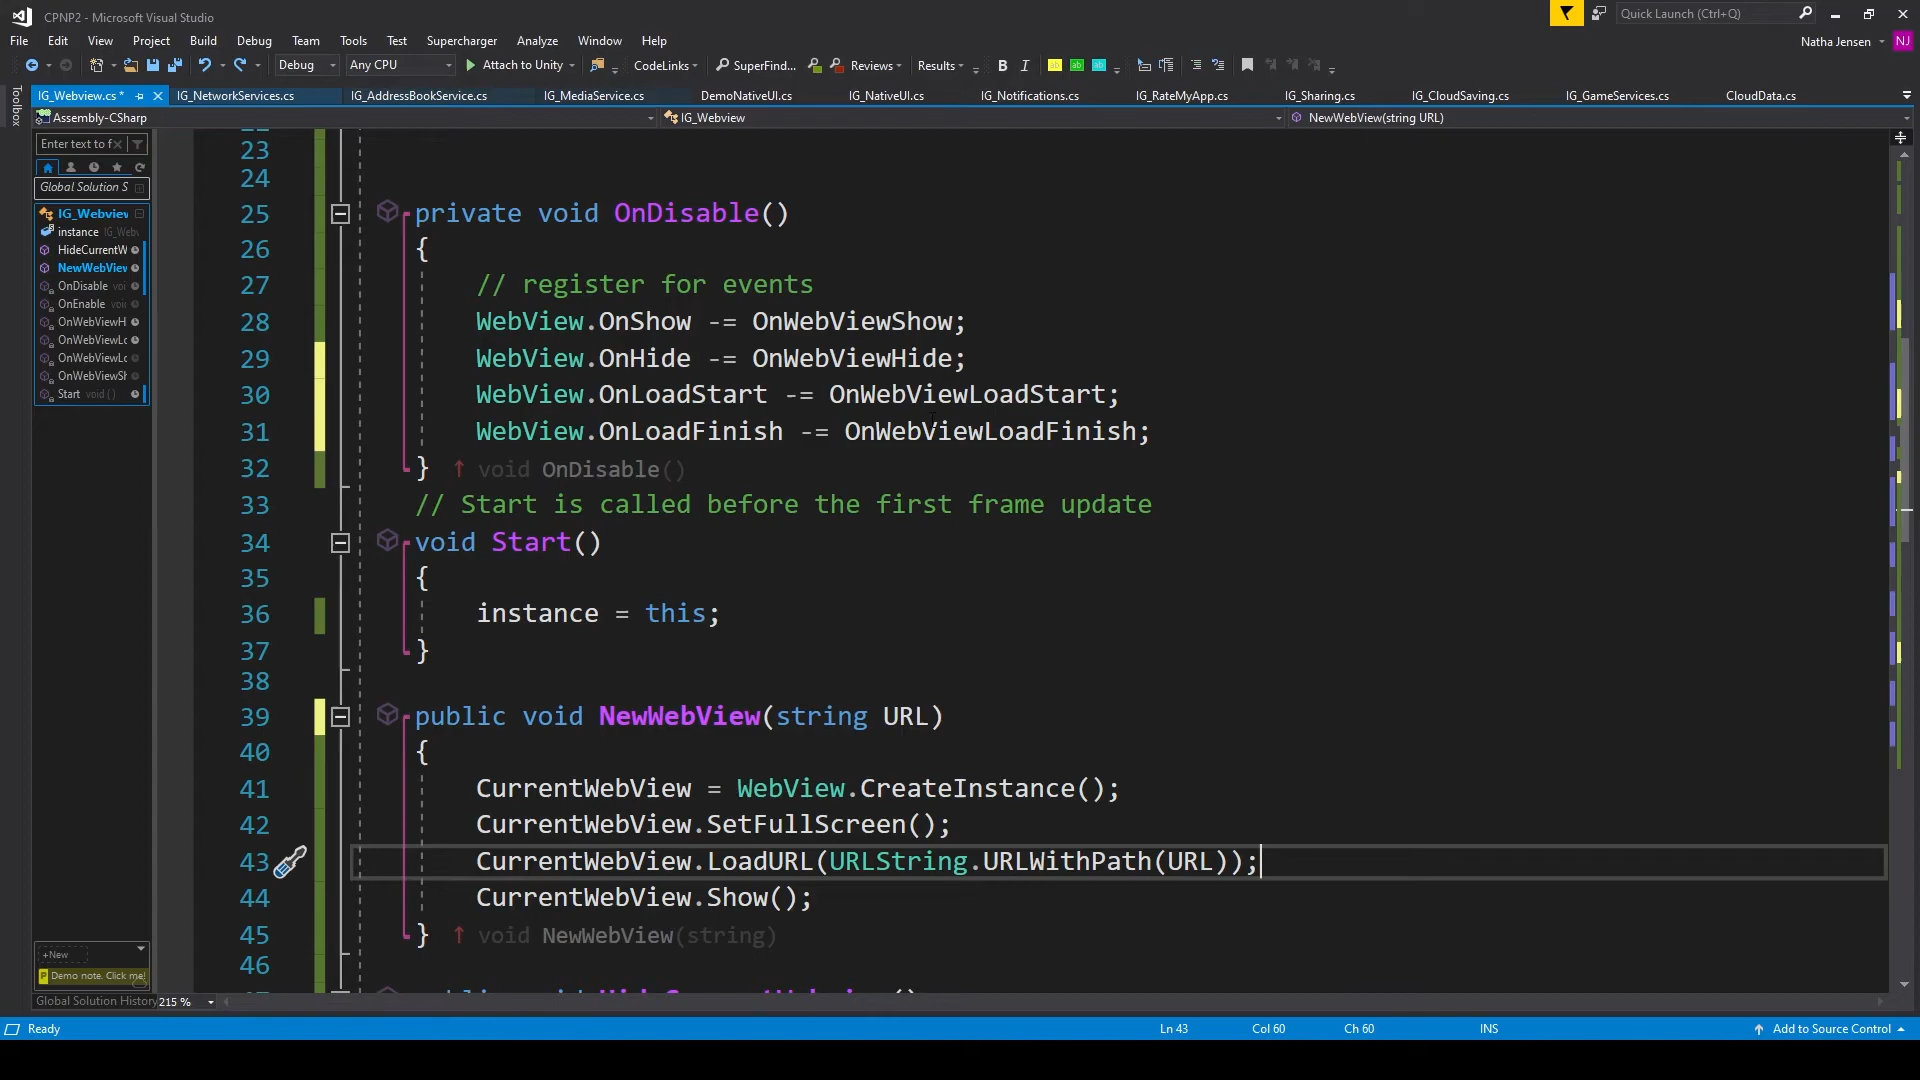 CPNP2 - Microsoft Visual Studio
Quick Launch (Ctrl+Q)
File Edit View Project Build Debug Team Tools Test Supercharger Analyze Window Help
Natha Jensen NJ
Debug Any CPU Attach to Unity CodeLinks SuperFind... B I Reviews Results
IG_Webview.cs * IG_NetworkServices.cs IG_AddressBookService.cs IG_MediaService.cs DemoNativeUI.cs IG_NativeUI.cs IG_Notifications.cs IG_RateMyApp.cs IG_Sharing.cs IG_CloudSaving.cs IG_GameServices.cs CloudData.cs
Toolbox
Assembly-CSharp IG_Webview NewWebView(string URL)
Enter text to f
Global Solution S
IG_Webview
instance IG_Webv
HideCurrentW
NewWebView
OnDisable voi
OnEnable voi
OnWebViewH
OnWebViewLo
OnWebViewLo
OnWebViewSh
Start void ()
+New
Demo note. Click me!
Global Solution History
23
24
25 private void OnDisable()
26 {
27 // register for events
28 WebView.OnShow -= OnWebViewShow;
29 WebView.OnHide -= OnWebViewHide;
30 WebView.OnLoadStart -= OnWebViewLoadStart;
31 WebView.OnLoadFinish -= OnWebViewLoadFinish;
32 } ↑ void OnDisable()
33 // Start is called before the first frame update
34 void Start()
35 {
36 instance = this;
37 }
38
39 public void NewWebView(string URL)
40 {
41 CurrentWebView = WebView.CreateInstance();
42 CurrentWebView.SetFullScreen();
43 CurrentWebView.LoadURL(URLString.URLWithPath(URL));
44 CurrentWebView.Show();
45 } ↑ void NewWebView(string)
46
215 %
Ready Ln 43 Col 60 Ch 60 INS Add to Source Control